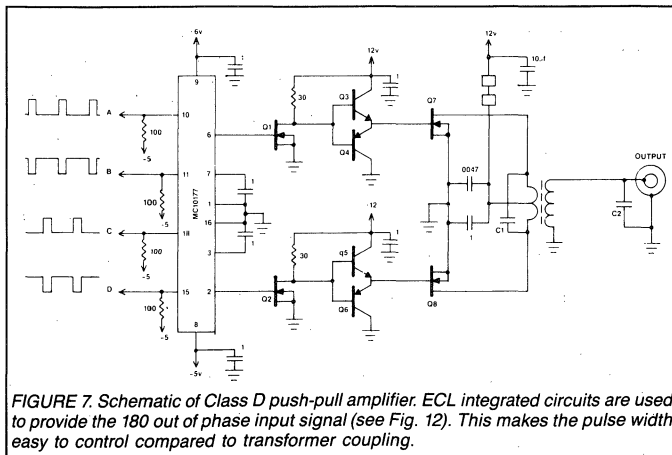 6v
12v
12v
1
1
10µf
9
30
Q3
Q7
A
10
Q1
OUTPUT
100
-5
6
Q4
B
11
7
0047
100
-5
MC10177
1
1
16
C1
C2
C
12
1
1
100
-5
3
30
q5
D
15
2
Q2
Q6
Q8
100
-5
8
1
-5v
FIGURE 7. Schematic of Class D push-pull amplifier. ECL integrated circuits are used
to provide the 180 out of phase input signal (see Fig. 12). This makes the pulse width
easy to control compared to transformer coupling.